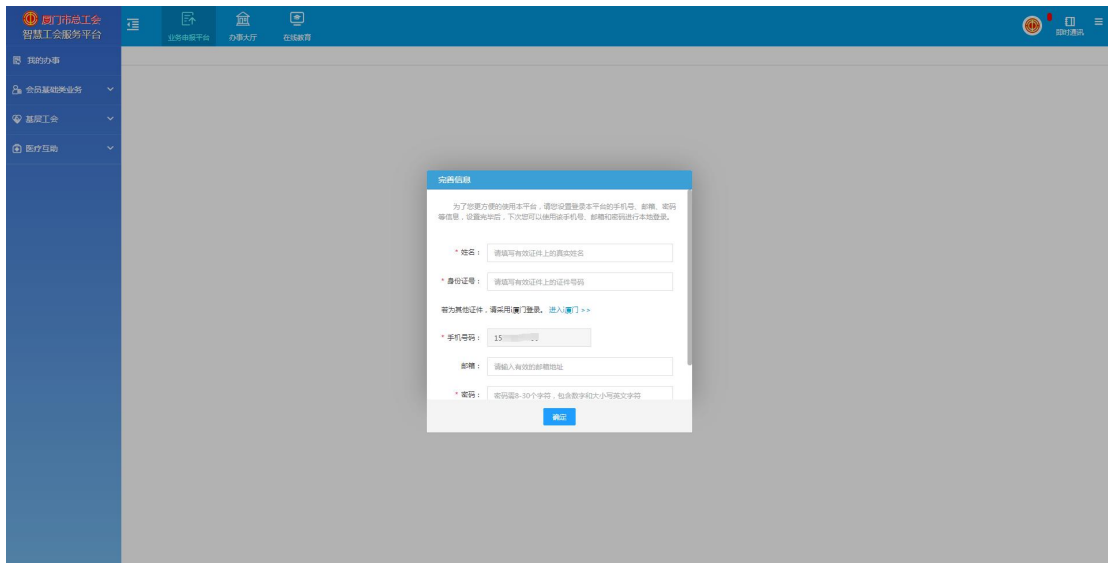 厦门市总工会
智慧工会服务平台
业务申报平台
办事大厅
在线教育
即时通讯
我的办事
会员基础类业务
基层工会
医疗互助
完善信息
为了您更方便的使用本平台，请您设置登录本平台的手机号、邮箱、密码
等信息，设置完毕后，下次您可以使用该手机号、邮箱和密码进行本地登录。
* 姓名： 请填写有效证件上的真实姓名
* 身份证号： 请填写有效证件上的证件号码
若为其他证件，请采用i厦门登录。 进入i厦门 >>
* 手机号码： 15
邮箱： 请输入有效的邮箱地址
* 密码： 密码需8-30个字符，包含数字和大小写英文字符
确定